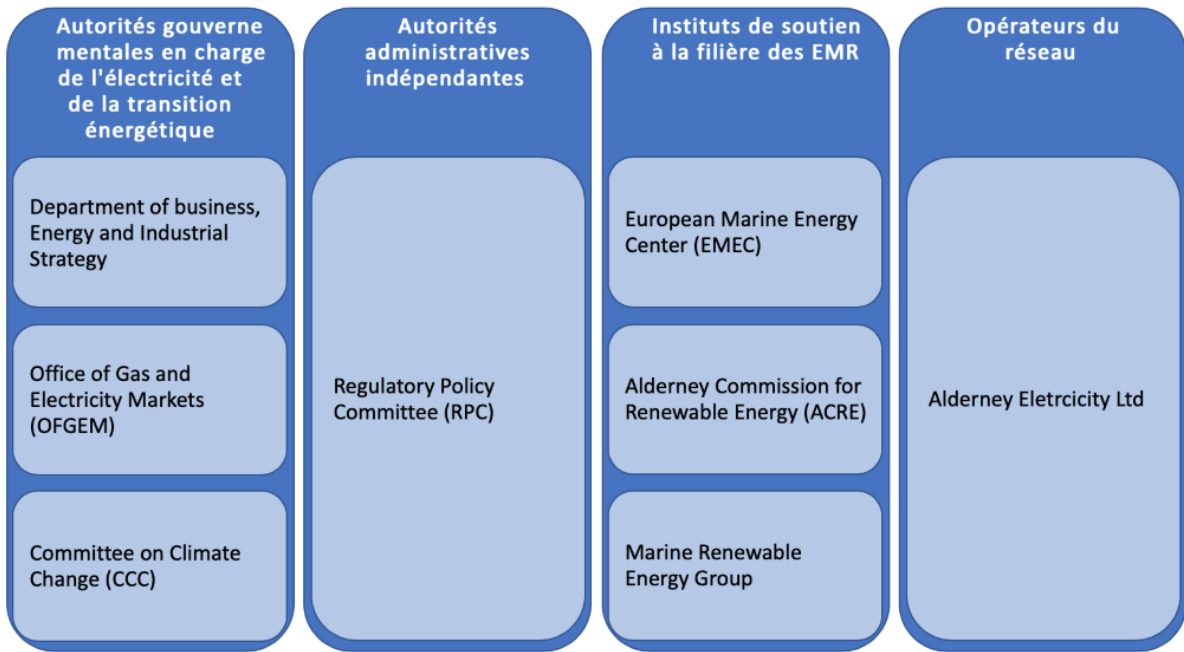 Autorités gouverne
mentales en charge
de l'électricité et
de la transition
énergétique
Department of business,
Energy and Industrial
Strategy
Office of Gas and
Electricity Markets
(OFGEM)
Committee on Climate
Change (CCC)
Autorités
administratives
indépendantes
Regulatory Policy
Committee (RPC)
Instituts de soutien
à la filière des EMR
European Marine Energy
Center (EMEC)
Alderney Commission for
Renewable Energy (ACRE)
Marine Renewable
Energy Group
Opérateurs du
réseau
Alderney Eletrcicity Ltd